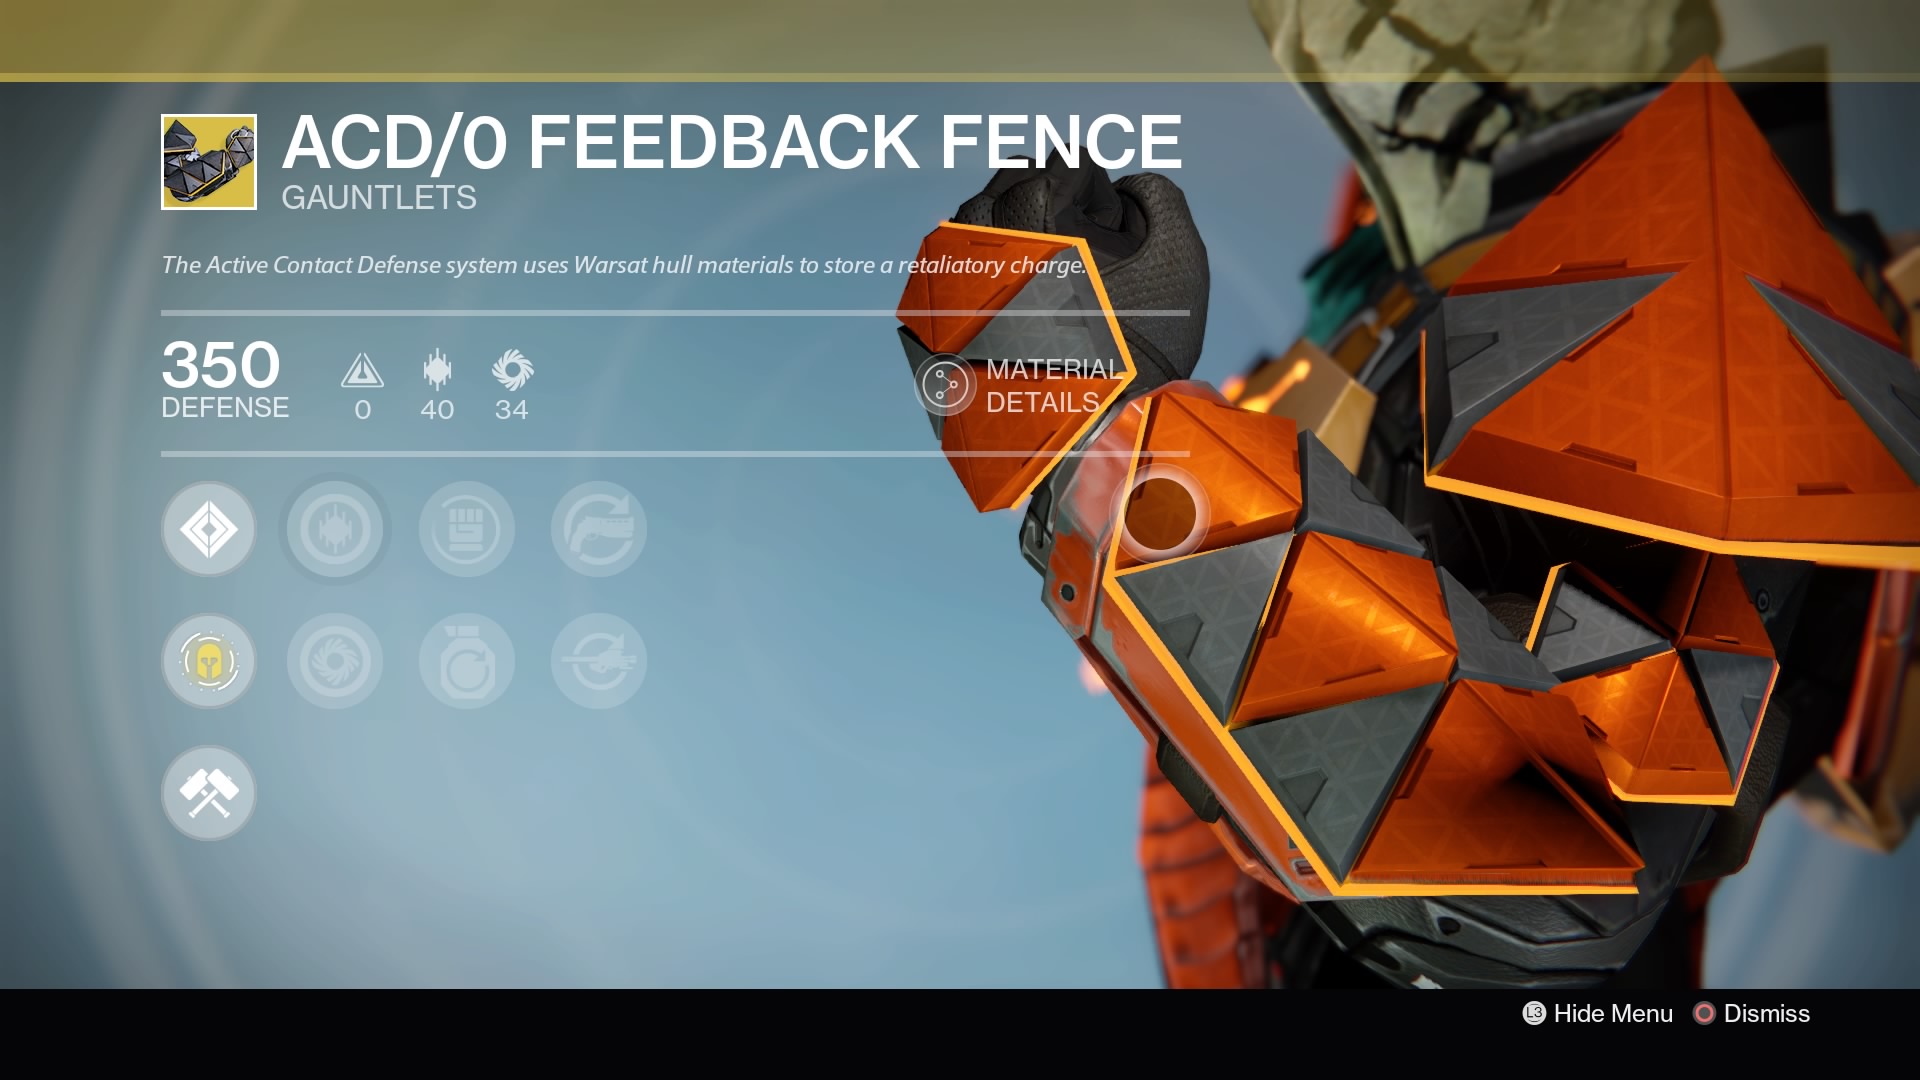 ACD/0 FEEDBACK FENCE
GAUNTLETS
The Active Contact Defense system uses Warsat hull materials to store a retaliatory charge.
350
DEFENSE
0
40
34
MATERIAL
DETAILS
L3 Hide Menu
Dismiss